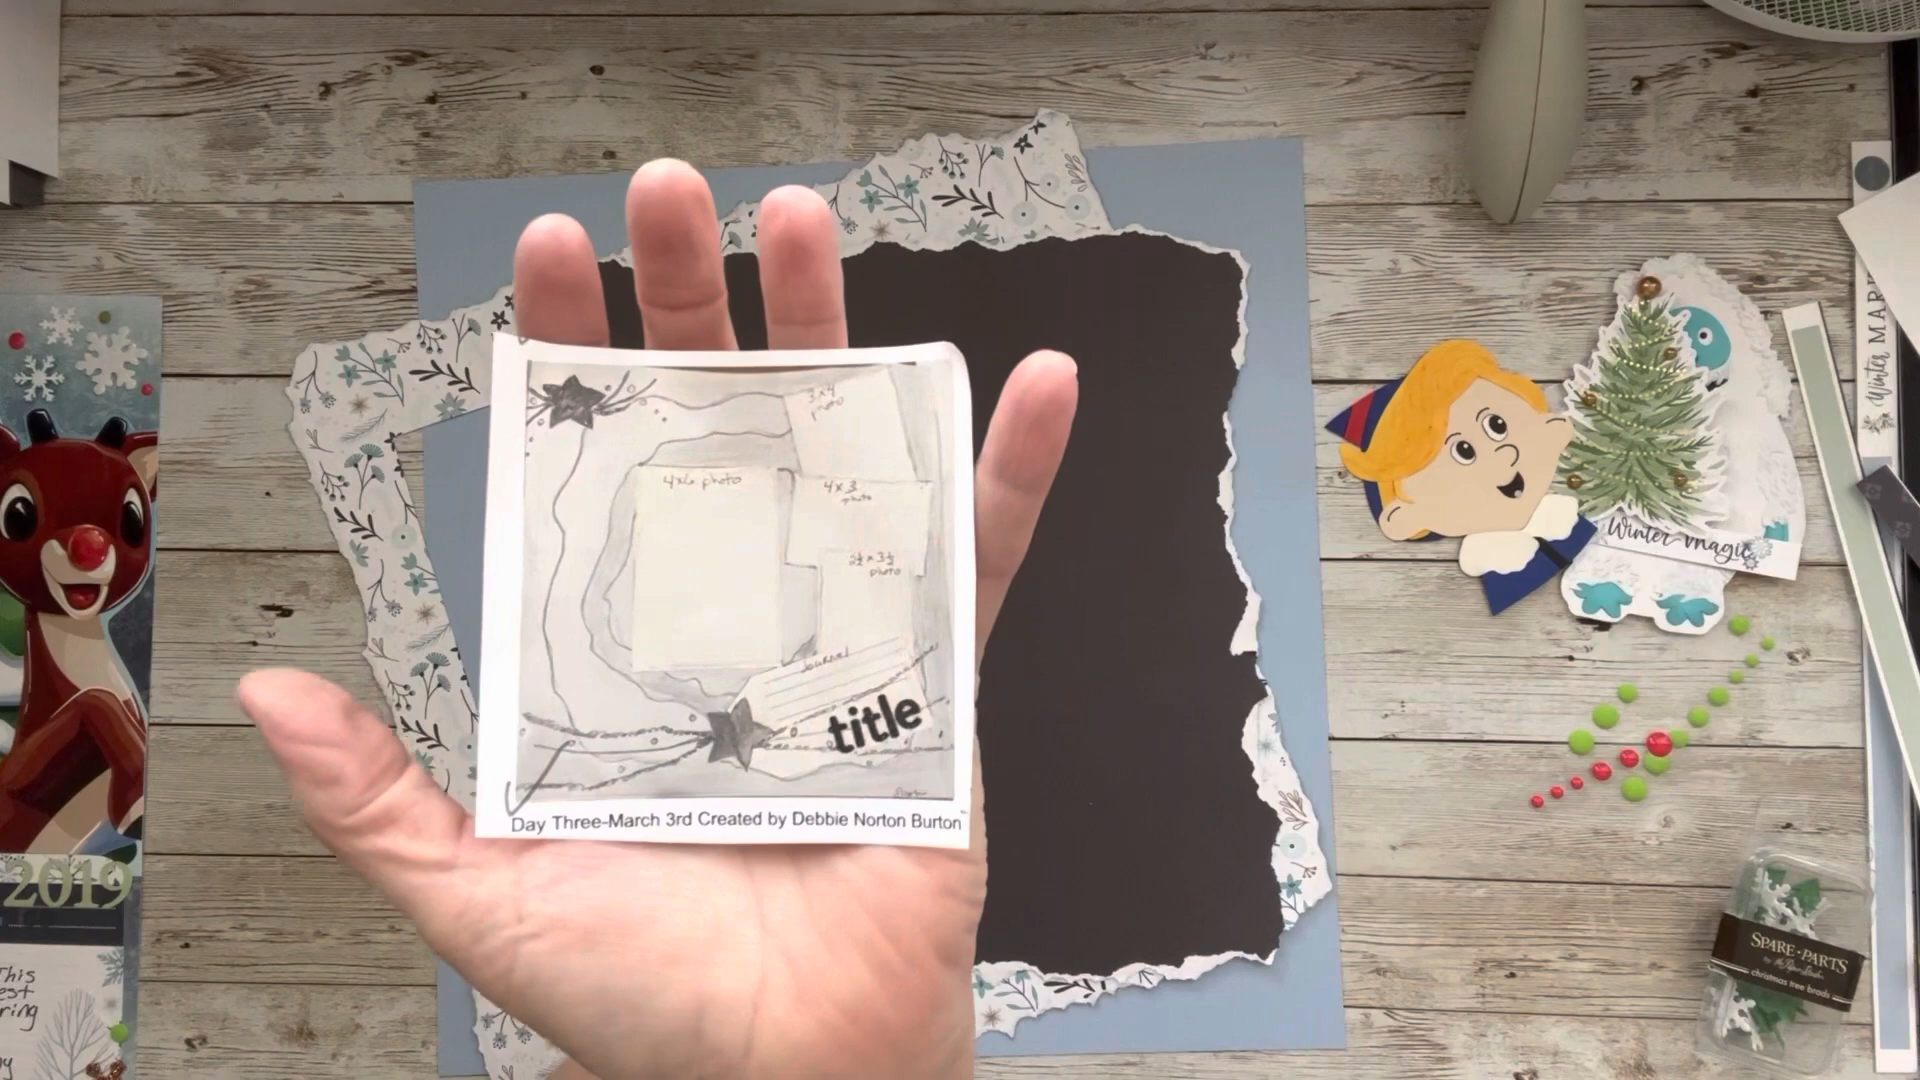 3x4
photo
4x6 photo
4x3
photo
2½ x 3½
photo
Journal
title
Day Three-March 3rd Created by Debbie Norton Burton
Winter magic
Winter MAR
SPARE-PARTS
christmas tree brads
2019
This
est
ring